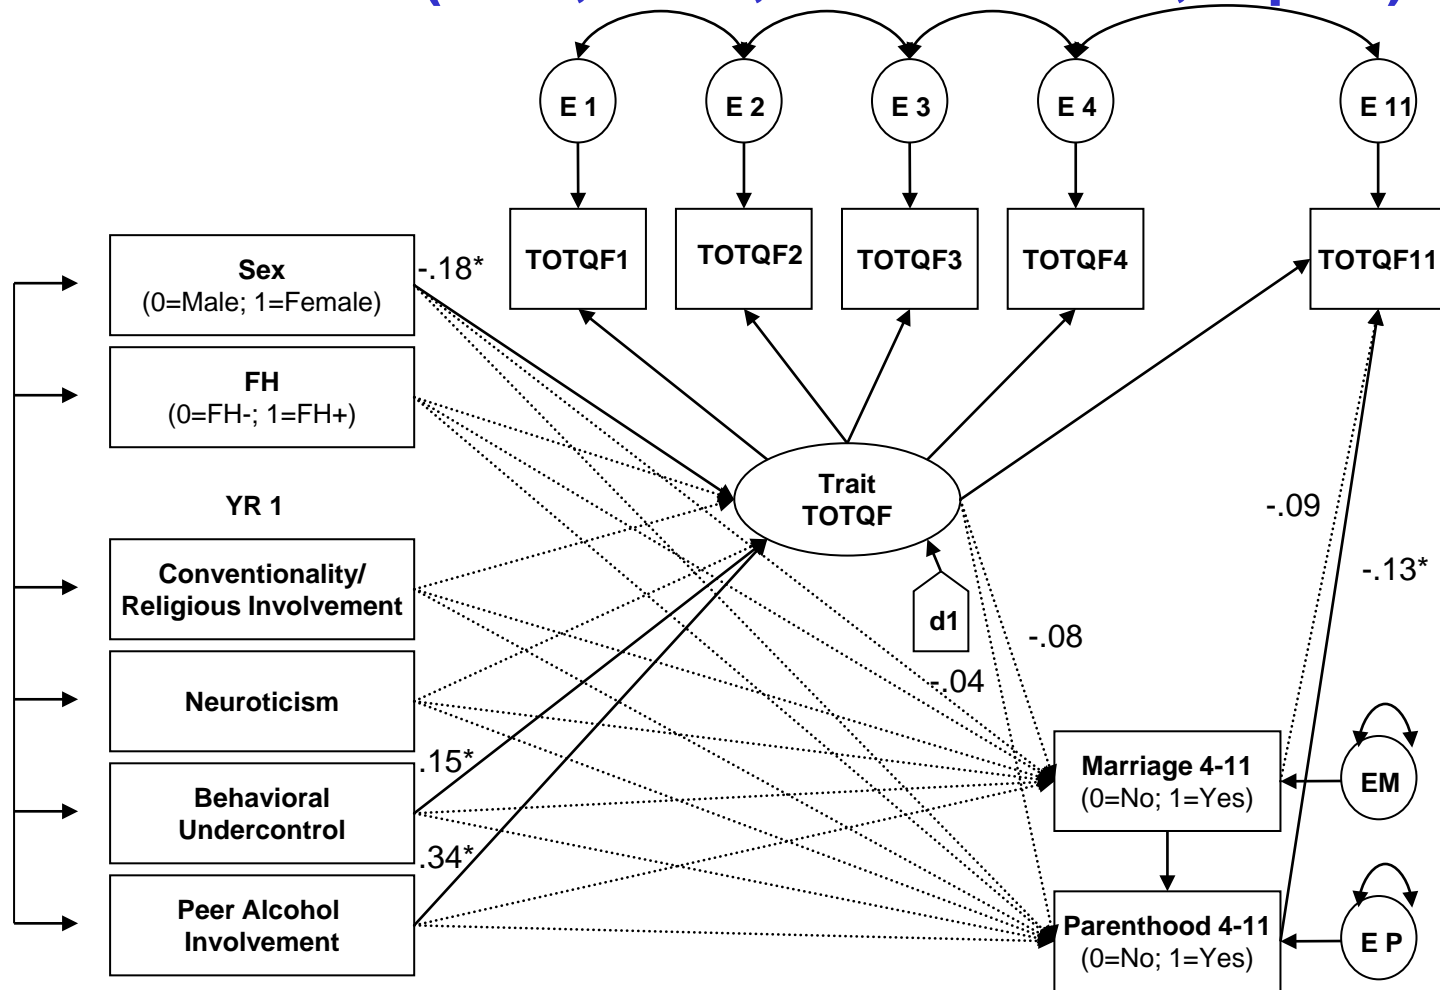 E 1
E 2
E 3
E 4
E 11
TOTQF1
TOTQF2
TOTQF3
TOTQF4
TOTQF11
Sex
(0=Male; 1=Female)
-.18*
FH
(0=FH-; 1=FH+)
YR 1
Trait
TOTQF
-.09
-.13*
Conventionality/
Religious Involvement
d1
-.08
-.04
Neuroticism
.15*
Behavioral
Undercontrol
Marriage 4-11
(0=No; 1=Yes)
EM
.34*
Peer Alcohol
Involvement
Parenthood 4-11
(0=No; 1=Yes)
E P